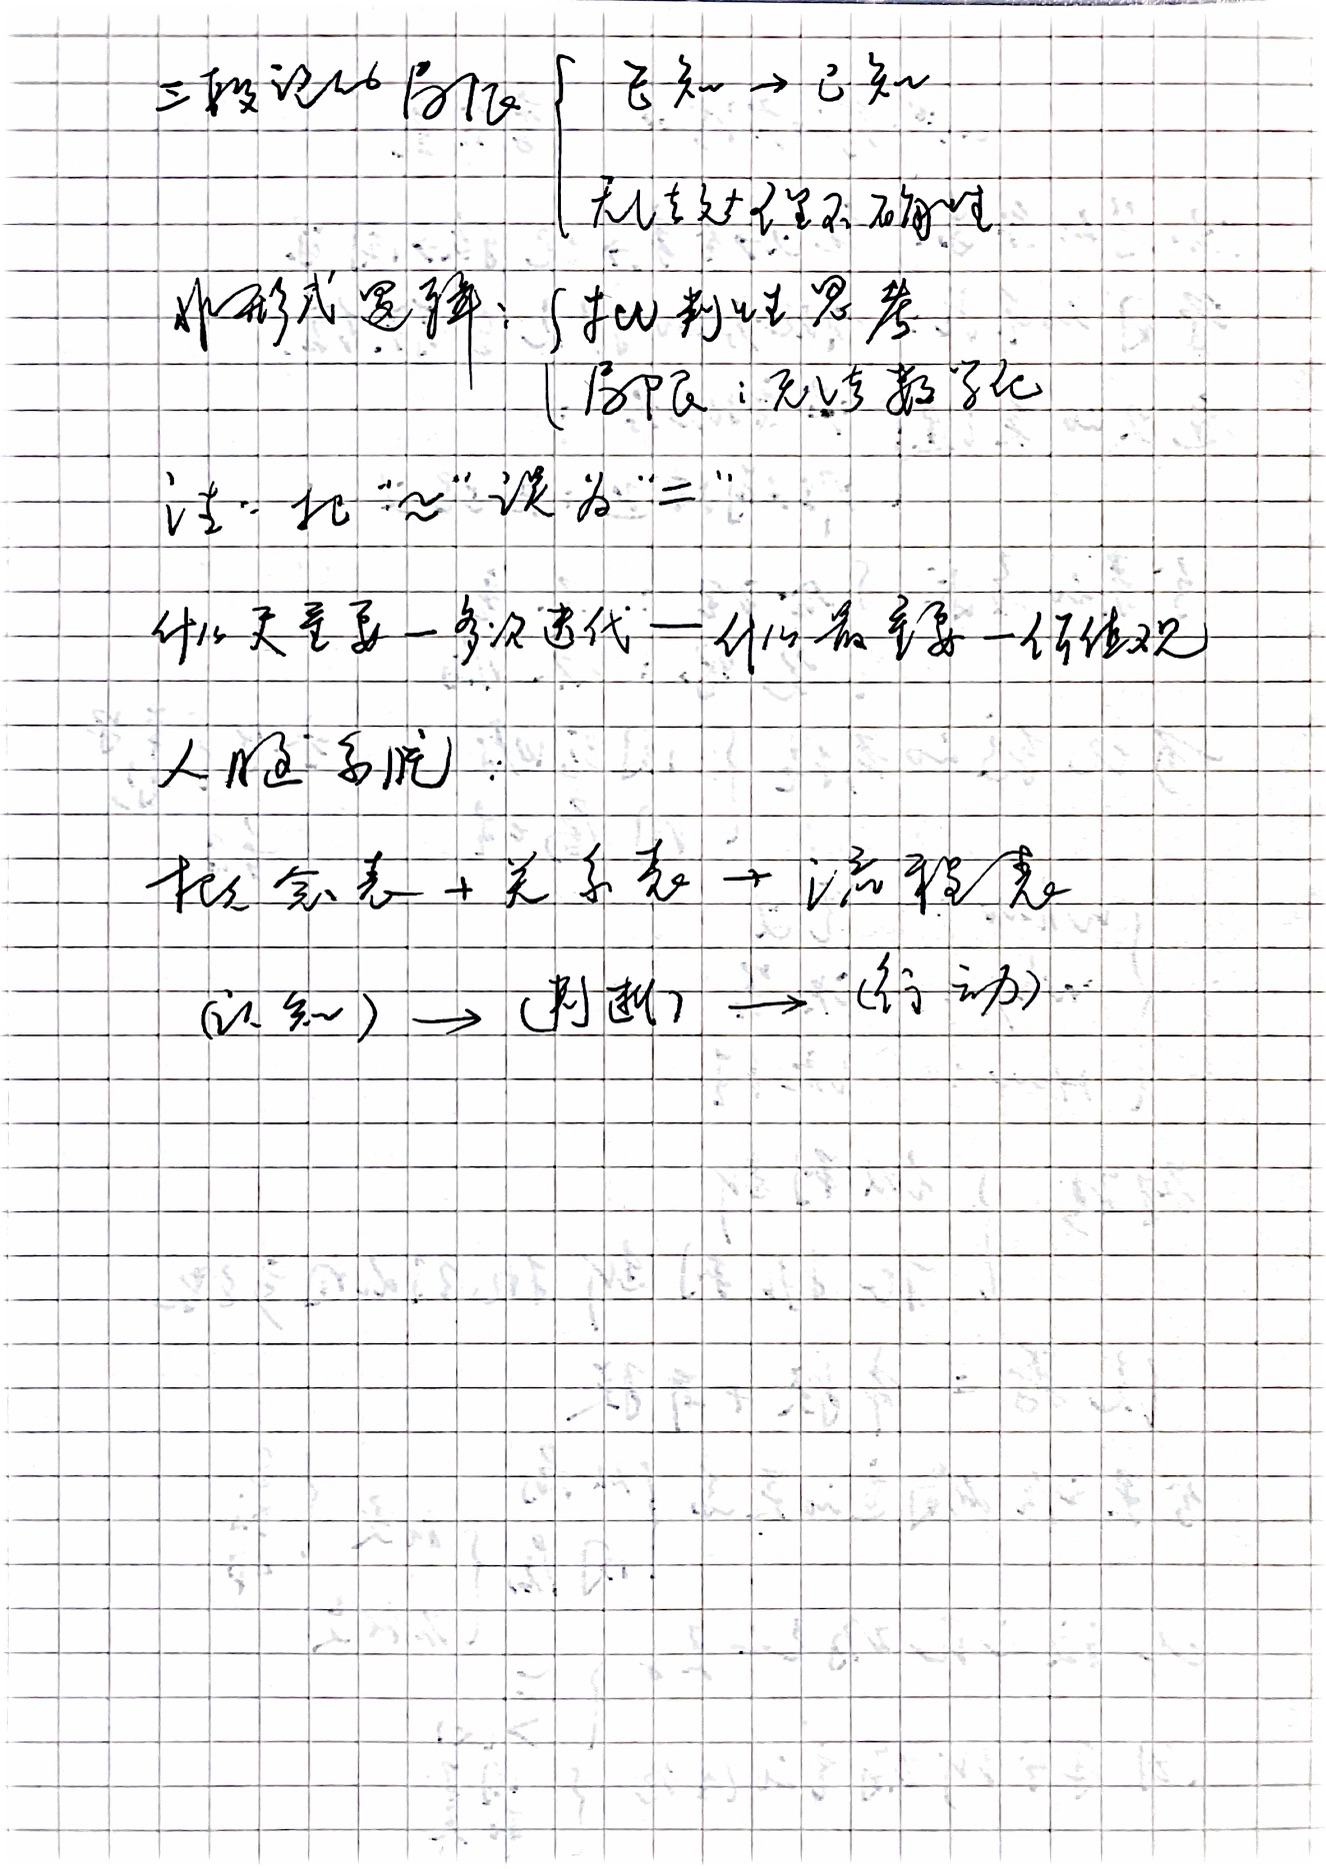 三段论的局限 { 已知 → 已知
无法处理不确性
非形式逻辑: { 批判性思考
局限: 无法数字化
注: 把 "≈" 误为 "="
什么更重要 — 多次迭代 — 什么最重要 — 价值观
人脑系统:
概念表 + 关系表 → 流程表
(认知) → (判断) → (行动)